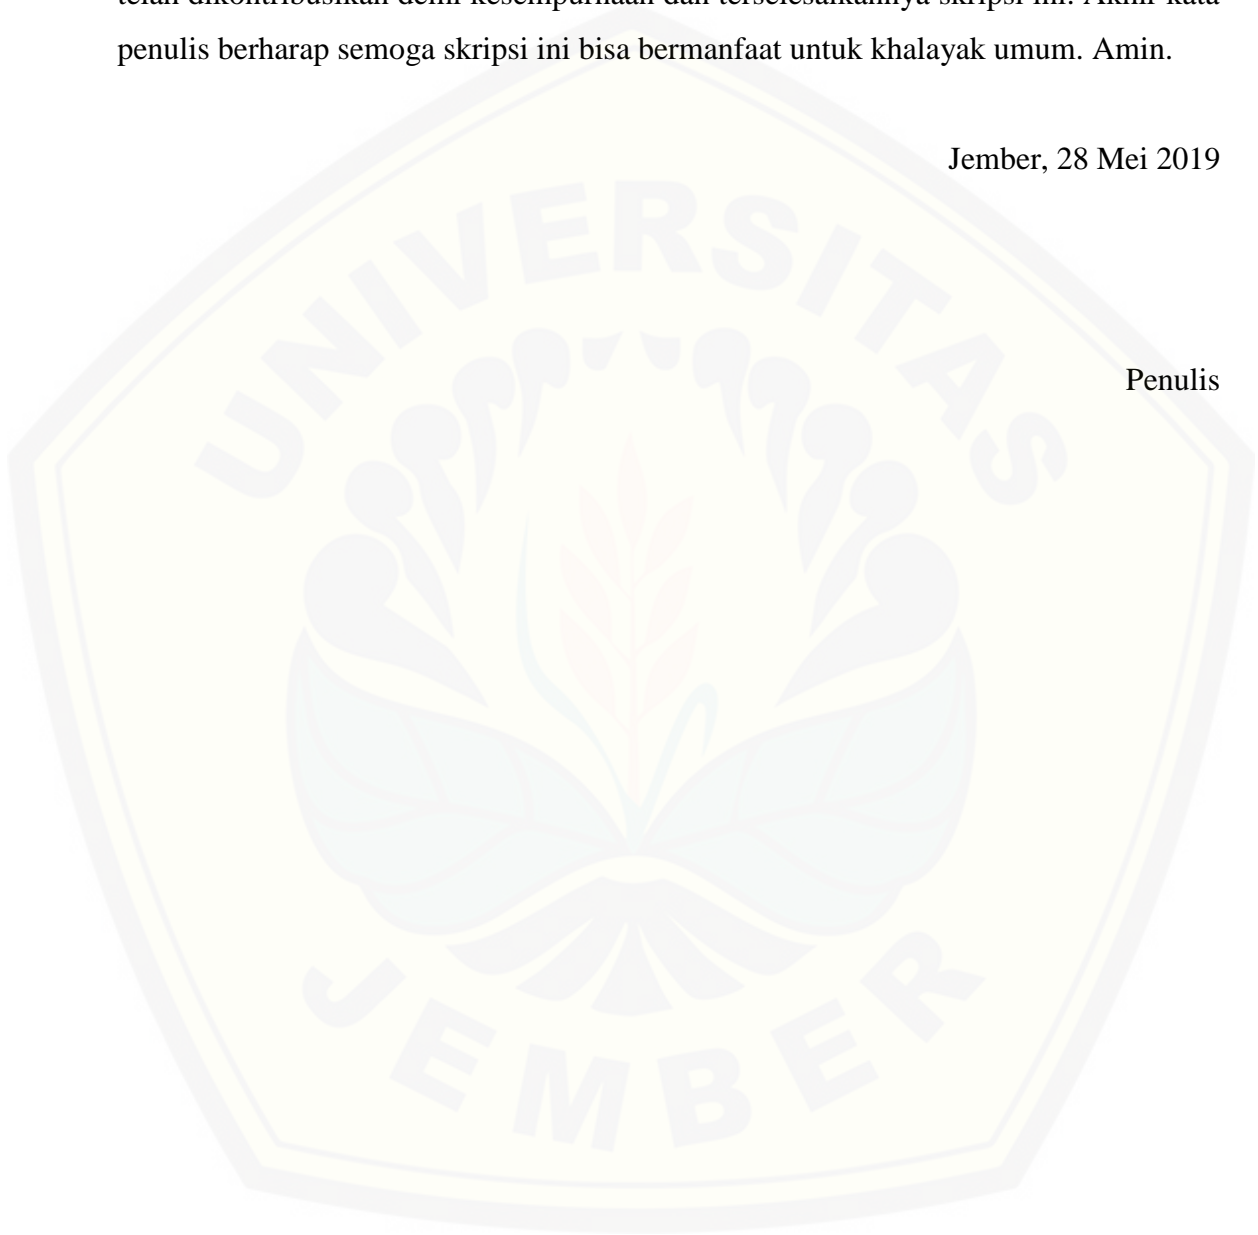 telah dikontribusikan demi kesempurnaan dan terselesaikannya skripsi ini. Akhir kata
penulis berharap semoga skripsi ini bisa bermanfaat untuk khalayak umum. Amin.
Jember, 28 Mei 2019
Penulis
UNIVERSITAS
JEMBER